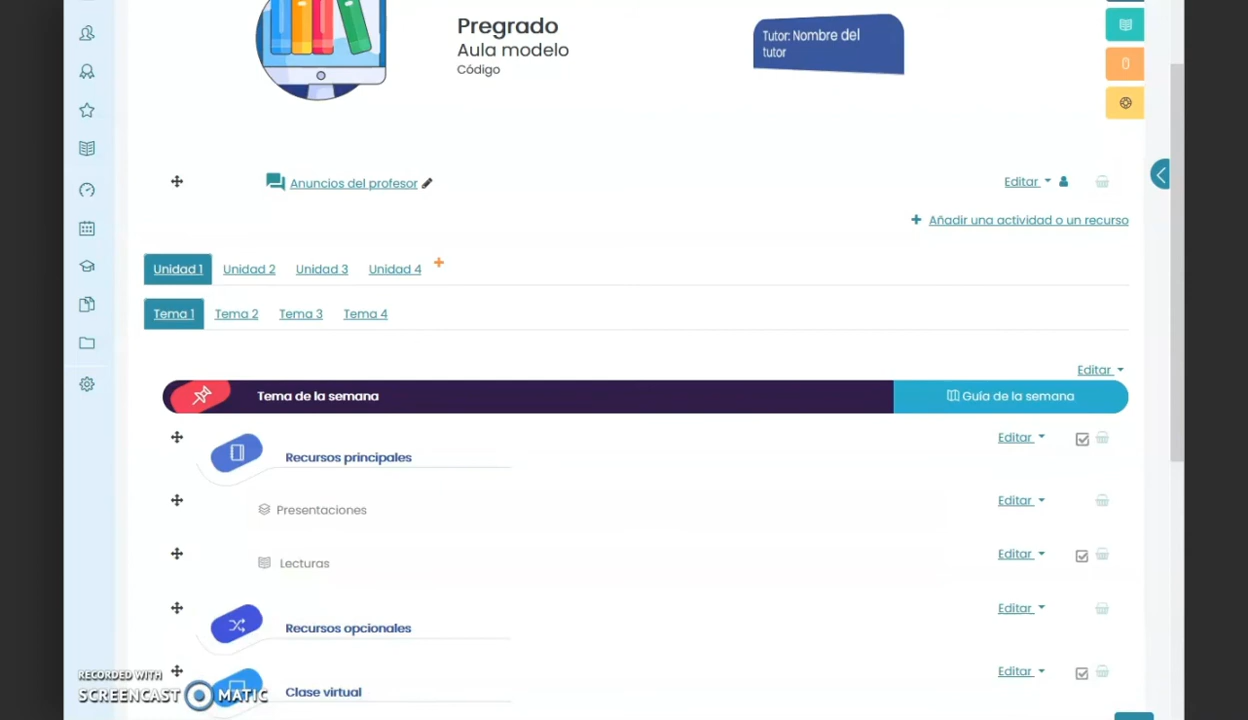 Pregrado
Aula modelo
Código
Tutor: Nombre del
tutor
Anuncios del profesor
Editar
Añadir una actividad o un recurso
Unidad 1 Unidad 2 Unidad 3 Unidad 4
Tema 1 Tema 2 Tema 3 Tema 4
Editar
Tema de la semana
Guía de la semana
Editar
Recursos principales
Editar
Presentaciones
Editar
Lecturas
Editar
Recursos opcionales
Editar
Clase virtual
RECORDED WITH
SCREENCAST MATIC